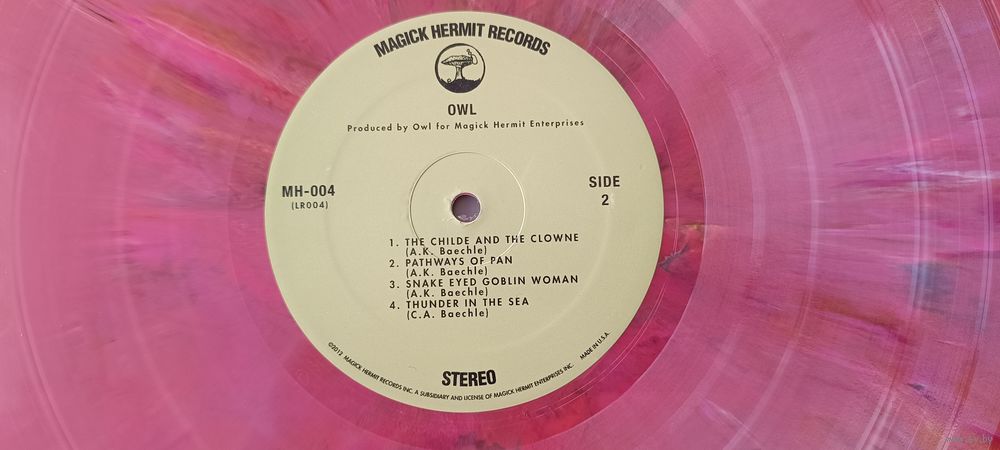 MAGICK HERMIT RECORDS
OWL
Produced by Owl for Magick Hermit Enterprises
MH-004
(LR004)
SIDE
2
1. THE CHILDE AND THE CLOWNE
(A.K. Baechle)
2. PATHWAYS OF PAN
(A.K. Baechle)
3. SNAKE EYED GOBLIN WOMAN
(A.K. Baechle)
4. THUNDER IN THE SEA
(C.A. Baechle)
STEREO
©2012 MAGICK HERMIT RECORDS INC. A SUBSIDIARY AND LICENSE OF MAGICK HERMIT ENTERPRISES INC. MADE IN U.S.A.